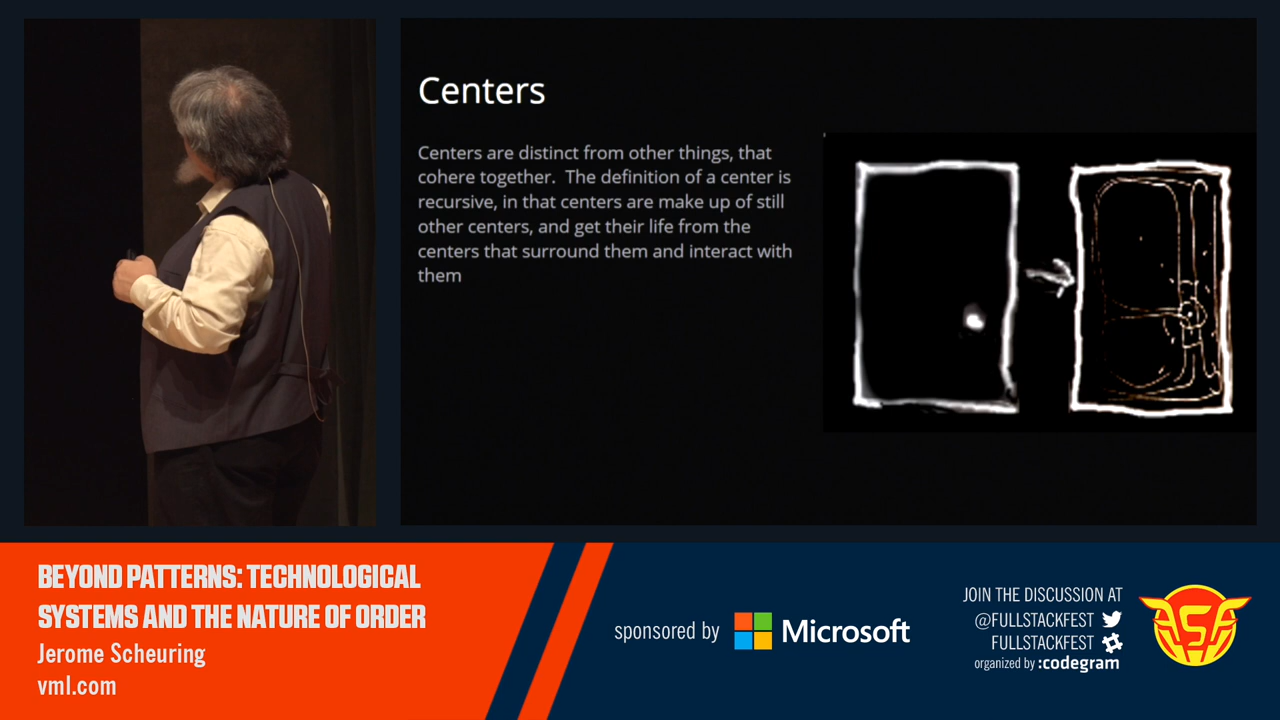 Centers
Centers are distinct from other things, that
cohere together.  The definition of a center is
recursive, in that centers are make up of still
other centers, and get their life from the
centers that surround them and interact with
them
BEYOND PATTERNS: TECHNOLOGICAL
SYSTEMS AND THE NATURE OF ORDER
Jerome Scheuring
vml.com
sponsored by Microsoft
JOIN THE DISCUSSION AT
@FULLSTACKFEST
FULLSTACKFEST
organized by :codegram
FSF